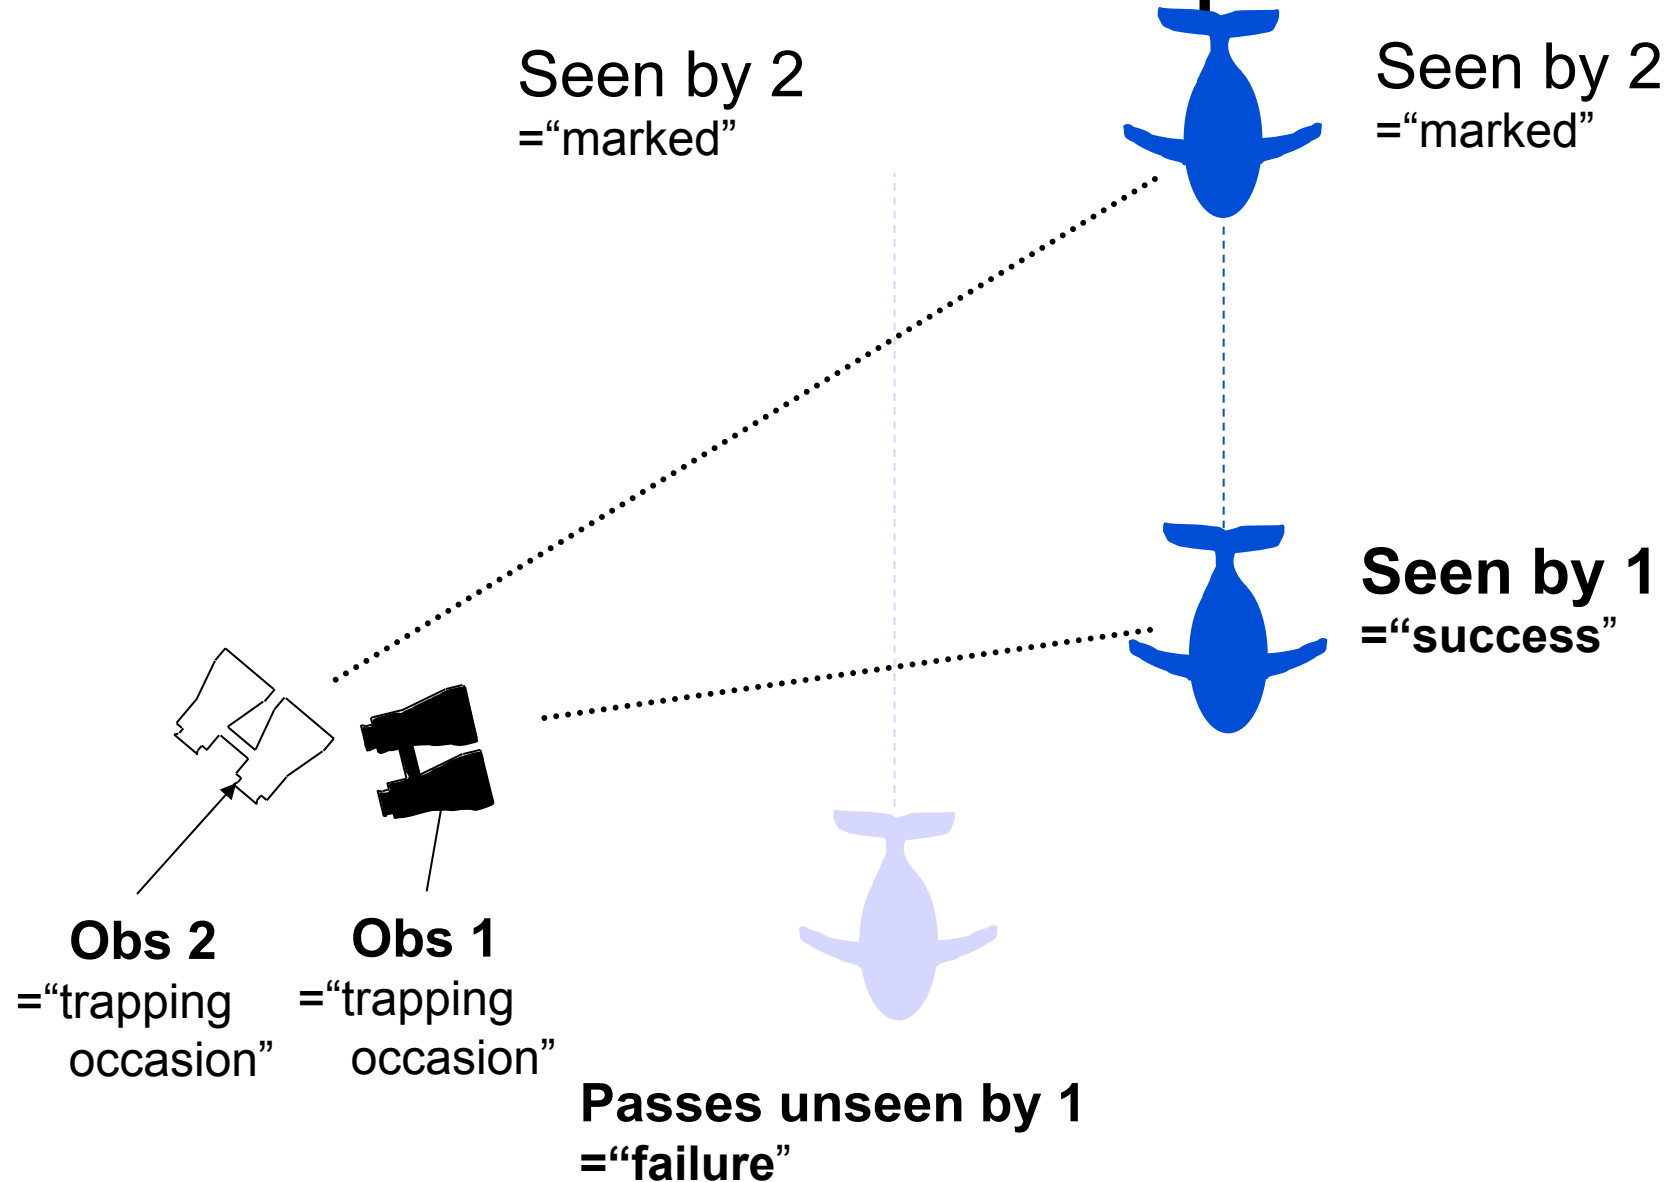 Seen by 2
=“marked”
Seen by 2
=“marked”
Seen by 1
=“success”
Obs 2
=“trapping
occasion”
Obs 1
=“trapping
occasion”
Passes unseen by 1
=“failure”